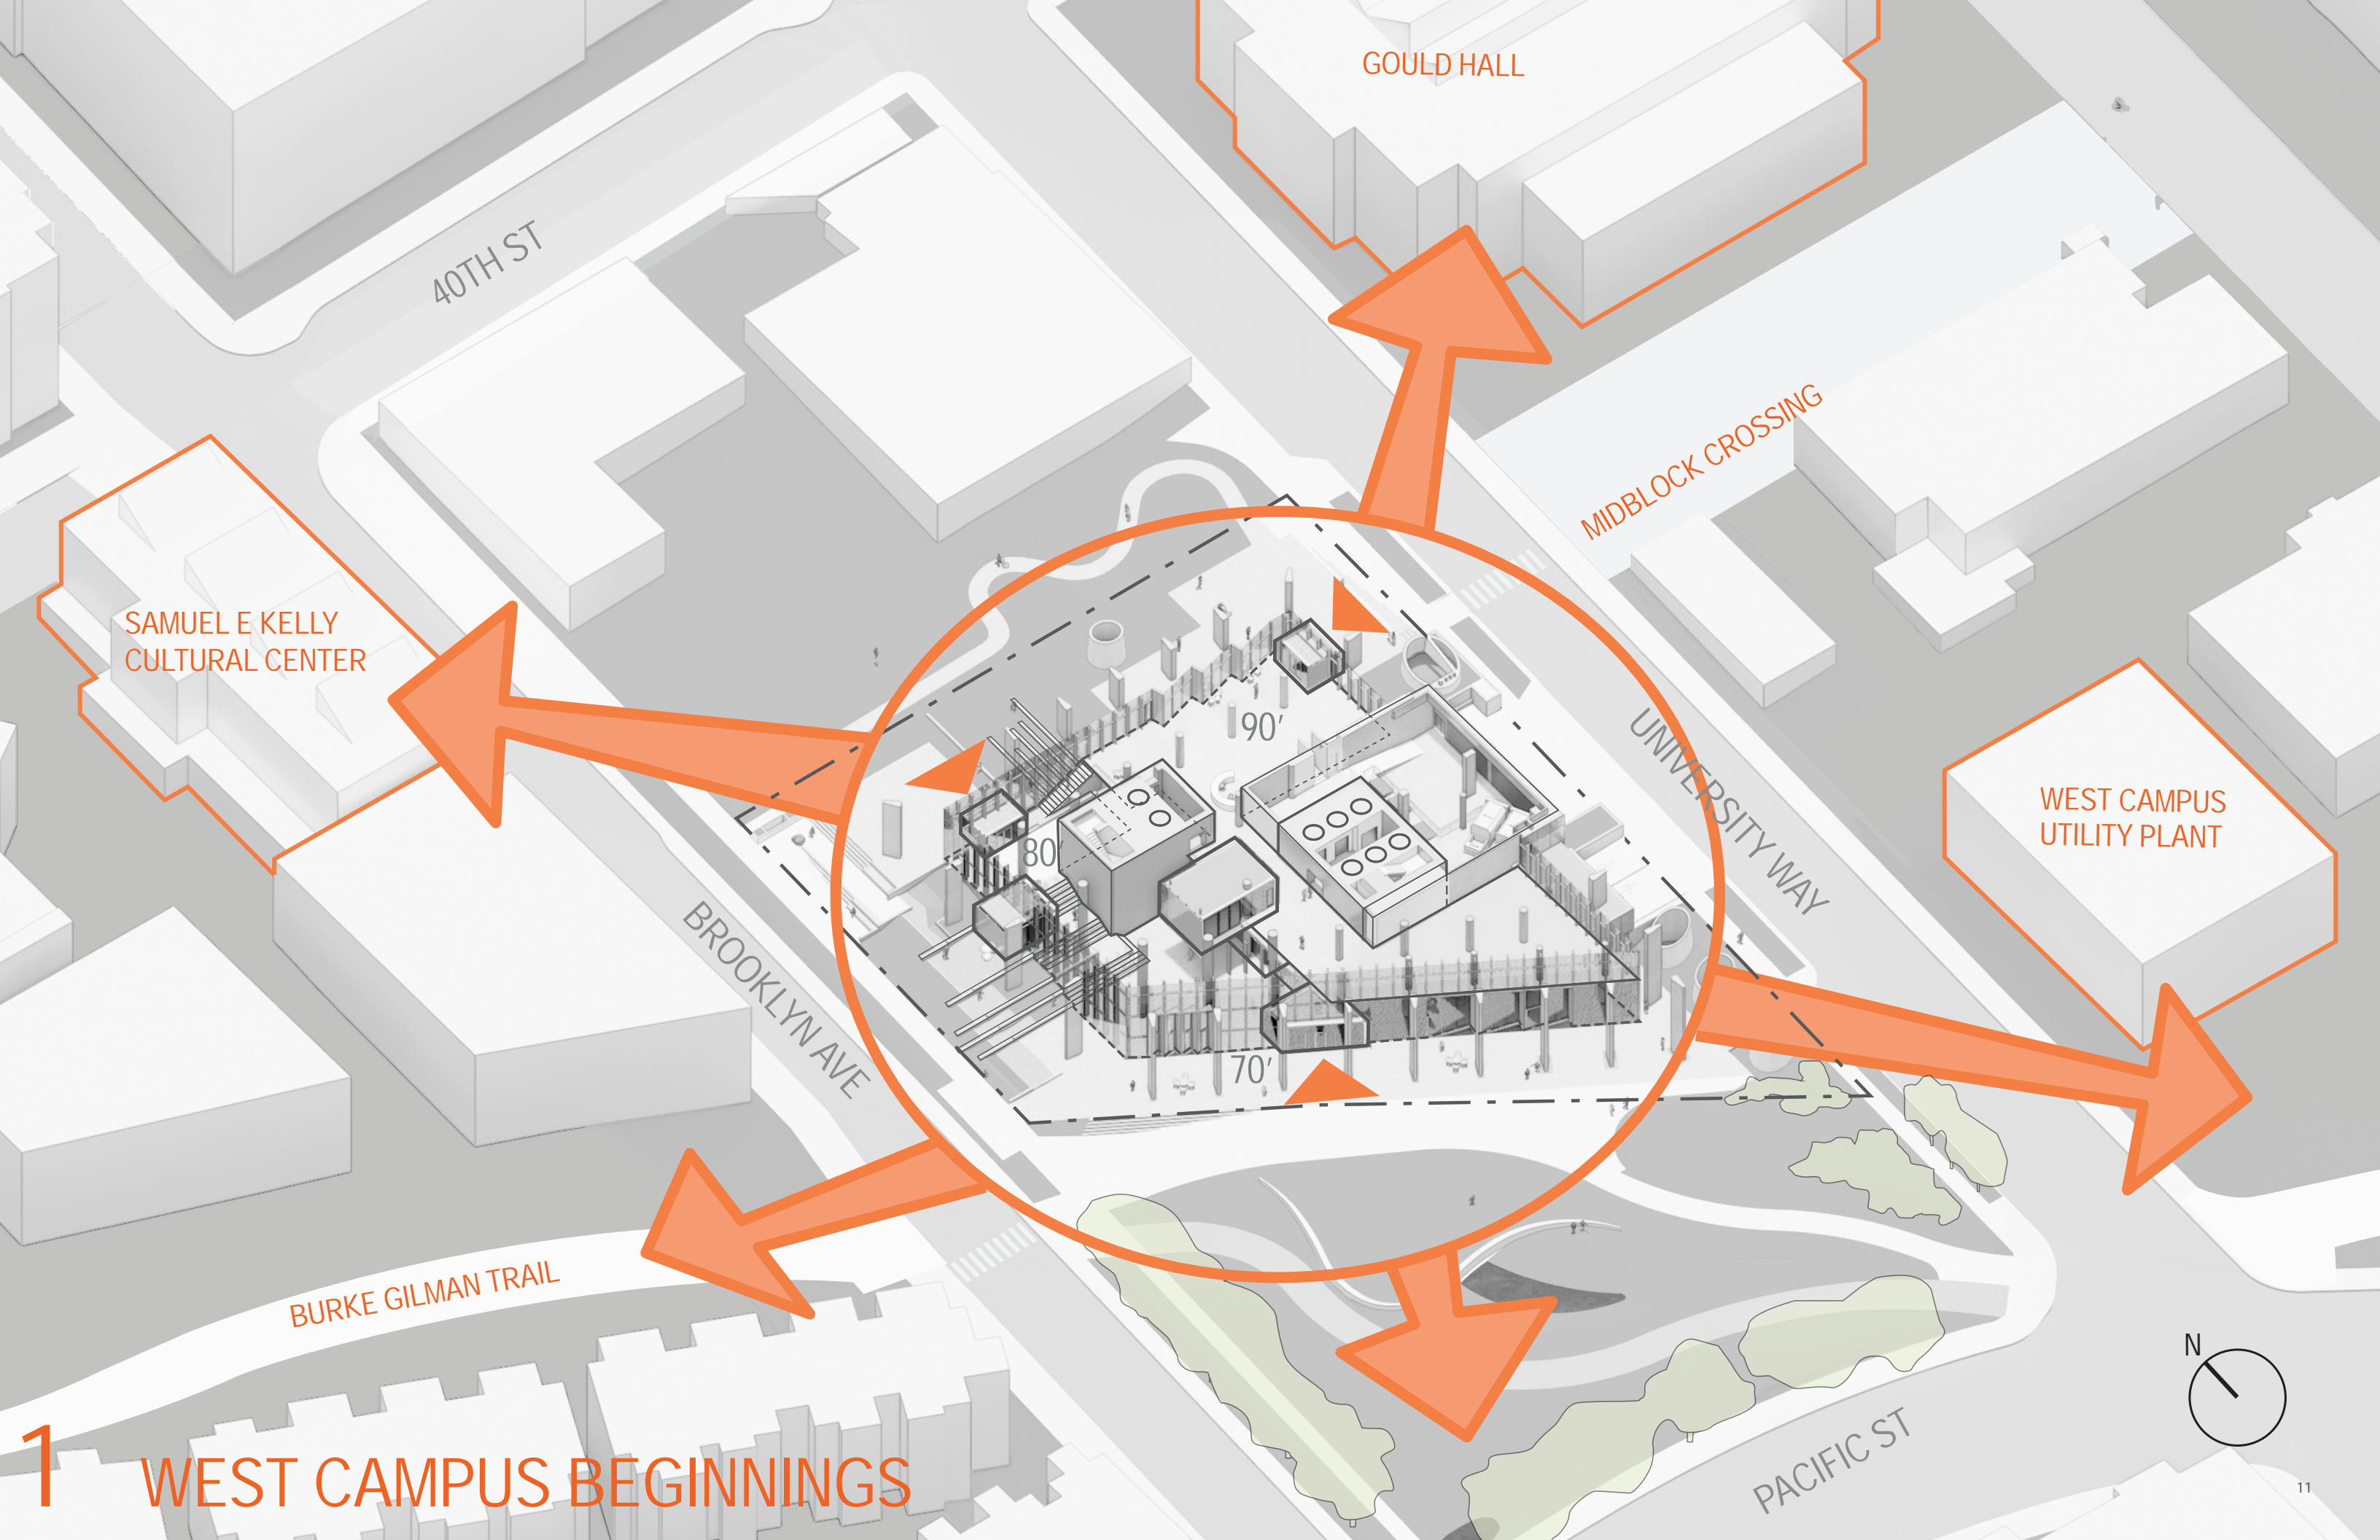 GOULD HALL
40TH ST
MIDBLOCK CROSSING
SAMUEL E KELLY
CULTURAL CENTER
90'
UNIVERSITY WAY
WEST CAMPUS
UTILITY PLANT
80'
BROOKLYN AVE
70'
BURKE GILMAN TRAIL
N
PACIFIC ST
1 WEST CAMPUS BEGINNINGS
11